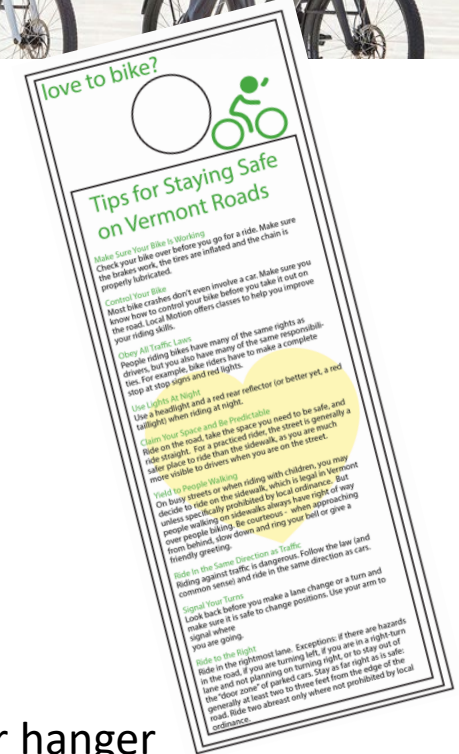 love to bike?
Tips for Staying Safe
on Vermont Roads
Make Sure Your Bike Is Working
Check your bike over before you go for a ride. Make sure
the brakes work, the tires are inflated and the chain is
properly lubricated.
Control Your Bike
Most bike crashes don't even involve a car. Make sure you
know how to control your bike before you take it out on
the road. Local Motion offers classes to help you improve
your riding skills.
Obey All Traffic Laws
People riding bikes have many of the same rights as
drivers, but you also have many of the same responsibili-
ties. For example, bike riders have to make a complete
stop at stop signs and red lights.
Use Lights At Night
Use a headlight and a red rear reflector (or better yet, a red
taillight) when riding at night.
Claim Your Space and Be Predictable
Ride on the road, take the space you need to be safe, and
ride straight. For a practiced rider, the street is generally a
safer place to ride than the sidewalk, as you are much
more visible to drivers when you are on the street.
Yield to People Walking
On busy streets or when riding with children, you may
decide to ride on the sidewalk, which is legal in Vermont
unless specifically prohibited by local ordinance. But
people walking on sidewalks always have right of way
over people biking. Be courteous - when approaching
from behind, slow down and ring your bell or give a
friendly greeting.
Ride In the Same Direction as Traffic
Riding against traffic is dangerous. Follow the law (and
common sense) and ride in the same direction as cars.
Signal Your Turns
Look back before you make a lane change or a turn and
make sure it is safe to change positions. Use your arm to
signal where
you are going.
Ride to the Right
Ride in the rightmost lane. Exceptions: if there are hazards
in the road, if you are turning left, if you are in a right-turn
lane and not planning on turning right, or to stay out of
the "door zone" of parked cars. Stay as far right as is safe:
generally at least two to three feet from the edge of the
road. Ride two abreast only where not prohibited by local
ordinance.
hanger